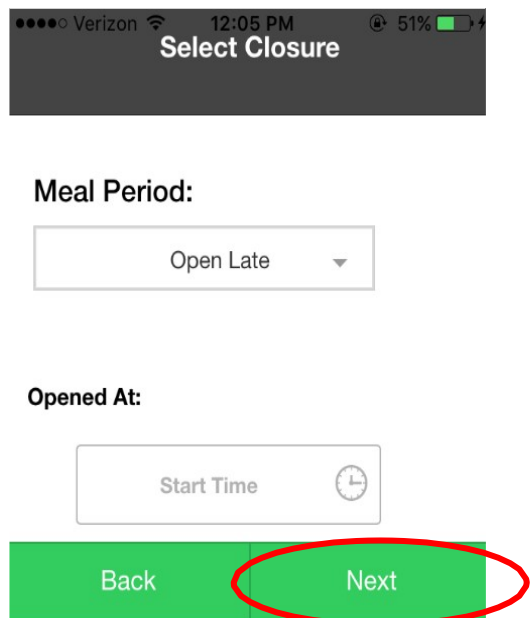 Verizon 12:05 PM 51%
Select Closure
Meal Period:
Open Late
Opened At:
Start Time
Back Next